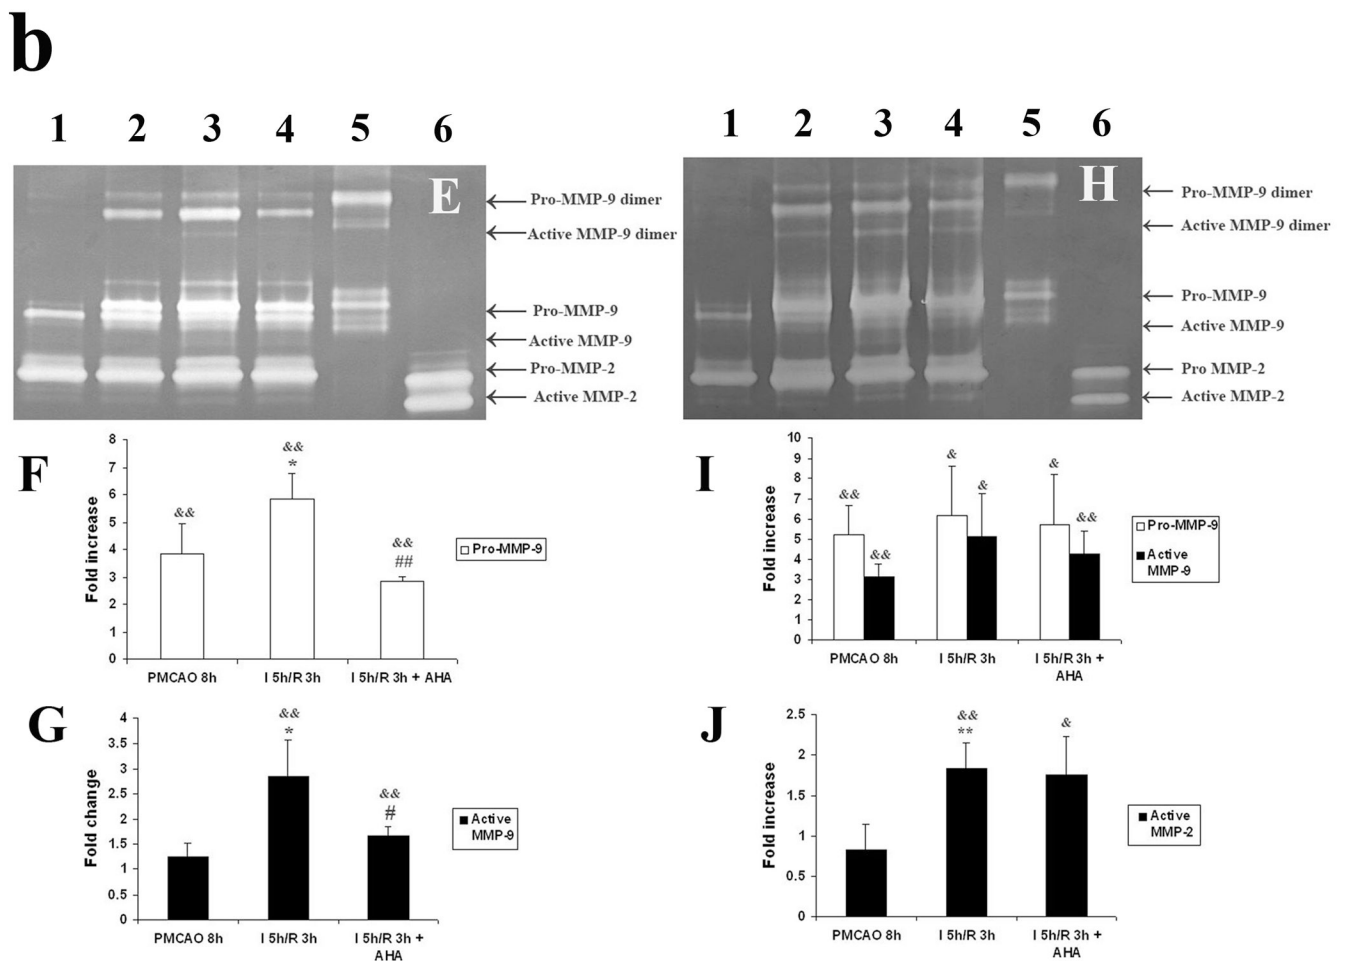 b
1 2 3 4 5 6
E
Pro-MMP-9 dimer
Active MMP-9 dimer
Pro-MMP-9
Active MMP-9
Pro-MMP-2
Active MMP-2
1 2 3 4 5 6
H
Pro-MMP-9 dimer
Active MMP-9 dimer
Pro-MMP-9
Active MMP-9
Pro MMP-2
Active MMP-2
F
Fold increase
8
7
6
5
4
3
2
1
0
&&
&&
*
&&
##
PMCAO 8h
I 5h/R 3h
I 5h/R 3h + AHA
Pro-MMP-9
I
Fold increase
10
9
8
7
6
5
4
3
2
1
0
&&
&&
&
&
&
&&
PMCAO 8h
I 5h/R 3h
I 5h/R 3h +
AHA
Pro-MMP-9
Active
MMP-9
G
Fold change
4
3.5
3
2.5
2
1.5
1
0.5
0
&&
*
&&
#
PMCAO 8h
I 5h/R 3h
I 5h/R 3h +
AHA
Active
MMP-9
J
Fold increase
2.5
2
1.5
1
0.5
0
&&
**
&
PMCAO 8h
I 5h/R 3h
I 5h/R 3h +
AHA
Active
MMP-2